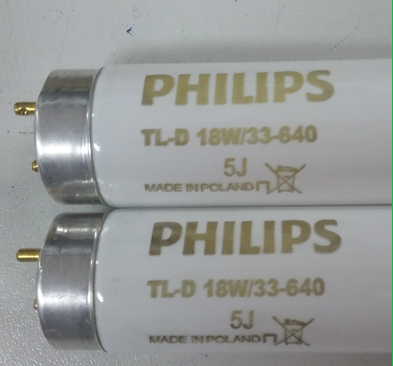 PHILIPS
TL-D 18W/33-640
5J
MADE IN POLAND
PHILIPS
TL-D 18W/33-640
5J
MADE IN POLAND